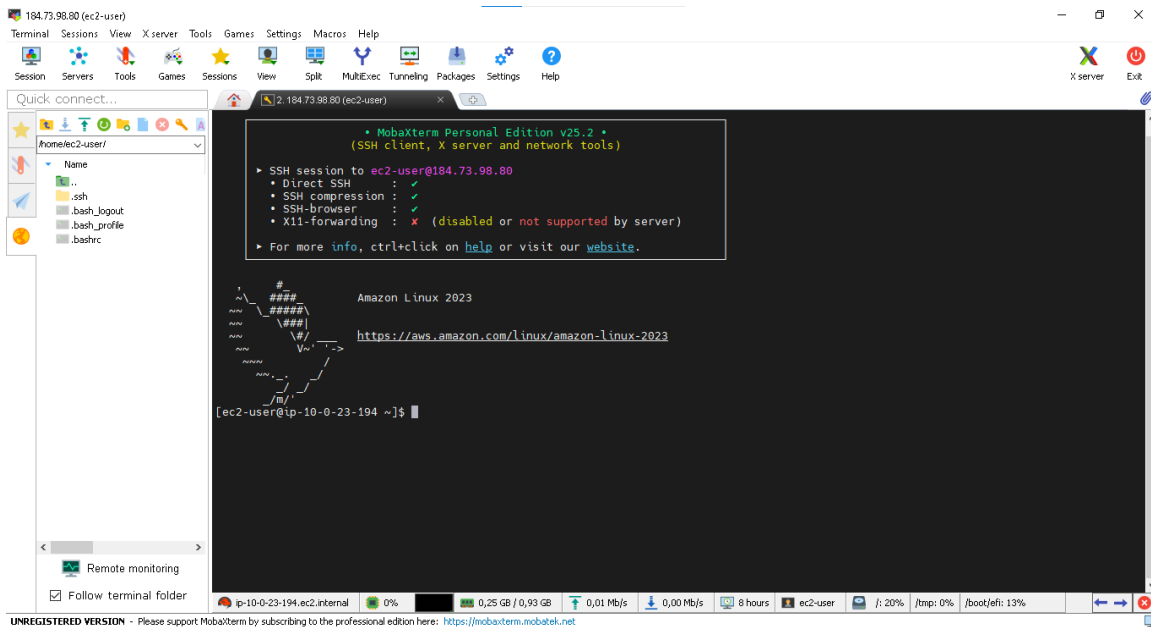 184.73.98.80 (ec2-user)
Terminal Sessions View X server Tools Games Settings Macros Help
Session Servers Tools Games Sessions View Split MultiExec Tunneling Packages Settings Help X server Exit
Quick connect...
2. 184.73.98.80 (ec2-user)
/home/ec2-user/
Name
..
.ssh
.bash_logout
.bash_profile
.bashrc
• MobaXterm Personal Edition v25.2 •
(SSH client, X server and network tools)
➤ SSH session to ec2-user@184.73.98.80
• Direct SSH : ✔
• SSH compression : ✔
• SSH-browser : ✔
• X11-forwarding : ✘ (disabled or not supported by server)
➤ For more info, ctrl+click on help or visit our website.
, #_
~\_ ####_ Amazon Linux 2023
~~ \_#####\
~~ \###|
~~ \#/ ___ https://aws.amazon.com/linux/amazon-linux-2023
~~ V~' '->
~~~ /
~~._. _/
_/ _/
_/m/'
[ec2-user@ip-10-0-23-194 ~]$
Remote monitoring
Follow terminal folder
ip-10-0-23-194.ec2.internal 0% 0,25 GB / 0,93 GB 0,01 Mb/s 0,00 Mb/s 8 hours ec2-user /: 20% /tmp: 0% /boot/efi: 13%
UNREGISTERED VERSION - Please support MobaXterm by subscribing to the professional edition here: https://mobaxterm.mobatek.net